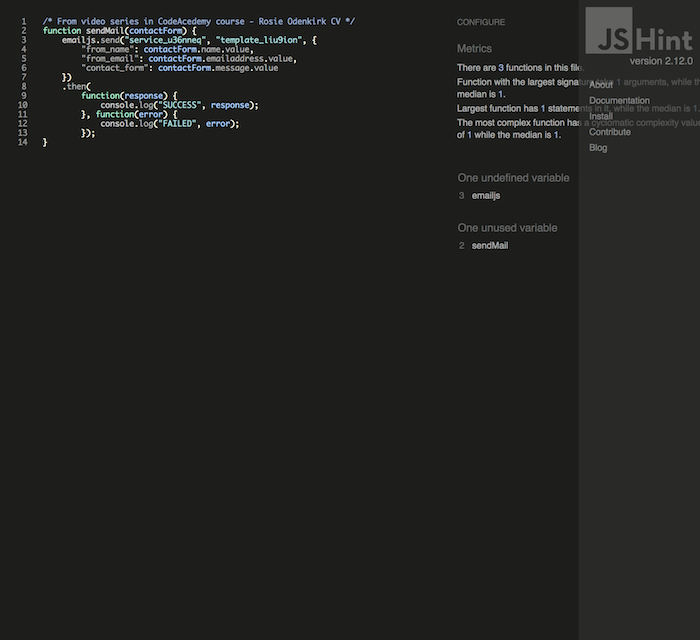 1 /* From video series in CodeAcedemy course - Rosie Odenkirk CV */
2 function sendMail(contactForm) {
3 emailjs.send("service_u36nneq", "template_liu9ion", {
4 "from_name": contactForm.name.value,
5 "from_email": contactForm.emailaddress.value,
6 "contact_form": contactForm.message.value
7 })
8 .then(
9 function(response) {
10 console.log("SUCCESS", response);
11 }, function(error) {
12 console.log("FAILED", error);
13 });
14 }
CONFIGURE
Metrics
There are 3 functions in this file.
Function with the largest signature take 1 arguments, while the
median is 1.
Largest function has 1 statements in it, while the median is 1.
The most complex function has a cyclomatic complexity value
of 1 while the median is 1.
One undefined variable
3 emailjs
One unused variable
2 sendMail
JSHint
version 2.12.0
About
Documentation
Install
Contribute
Blog